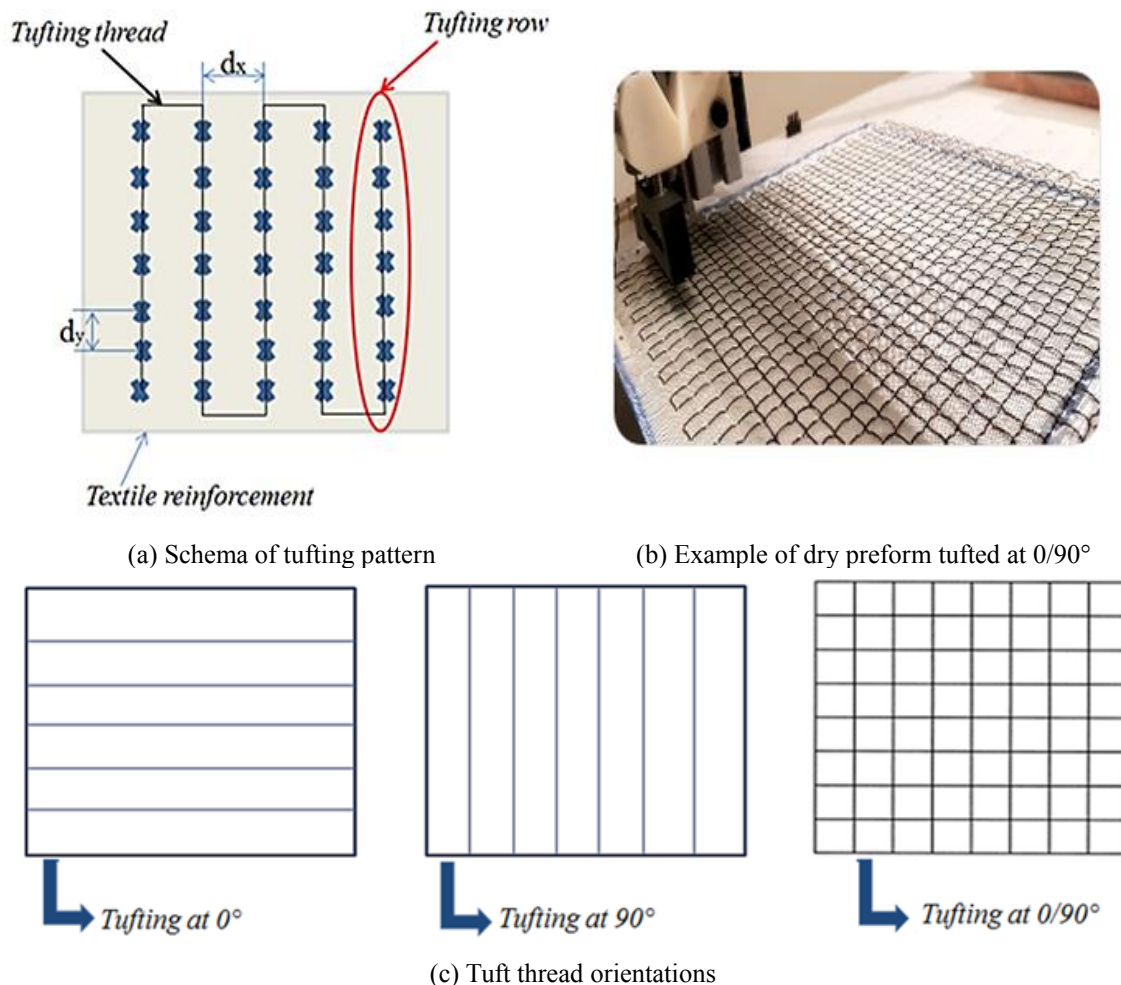 Tufting thread
Tufting row
dx
dy
Textile reinforcement
(a) Schema of tufting pattern
(b) Example of dry preform tufted at 0/90°
Tufting at 0°
Tufting at 90°
Tufting at 0/90°
(c) Tuft thread orientations